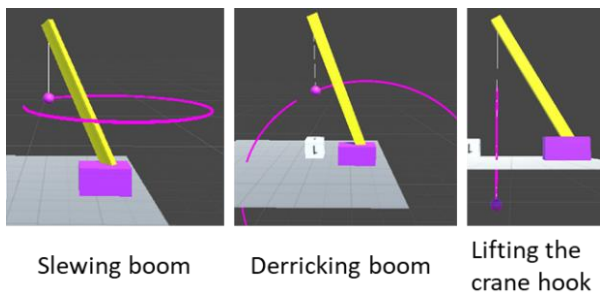 L
L
Slewing boom
Derricking boom
Lifting the
crane hook